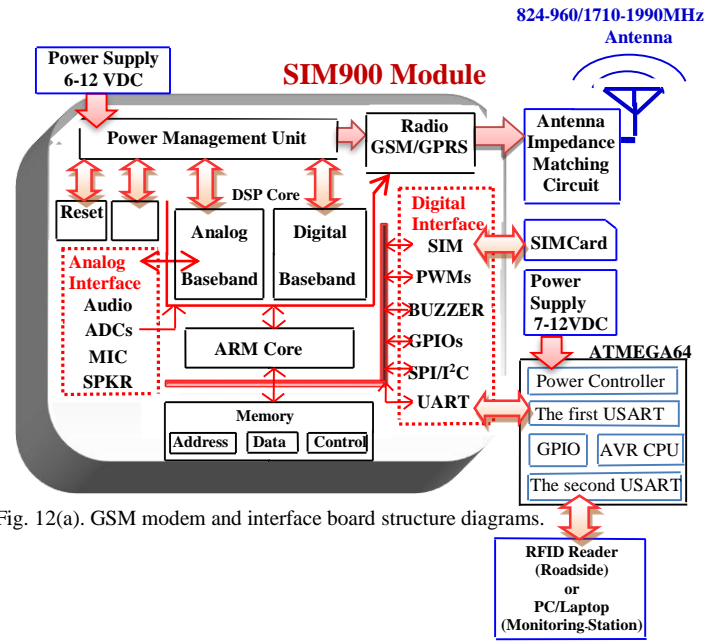 824-960/1710-1990MHz
Antenna
Power Supply
6-12 VDC
SIM900 Module
Power Management Unit
Radio
GSM/GPRS
Antenna
Impedance
Matching
Circuit
Reset
DSP Core
Analog
Baseband
Digital
Baseband
Digital
Interface
SIM
PWMs
BUZZER
GPIOs
SPI/I²C
UART
SIMCard
Analog
Interface
Audio
ADCs
MIC
SPKR
Power
Supply
7-12VDC
ARM Core
ATMEGA64
Power Controller
The first USART
GPIO
AVR CPU
The second USART
Memory
Address
Data
Control
Fig. 12(a). GSM modem and interface board structure diagrams.
RFID Reader
(Roadside)
or
PC/Laptop
(Monitoring-Station)